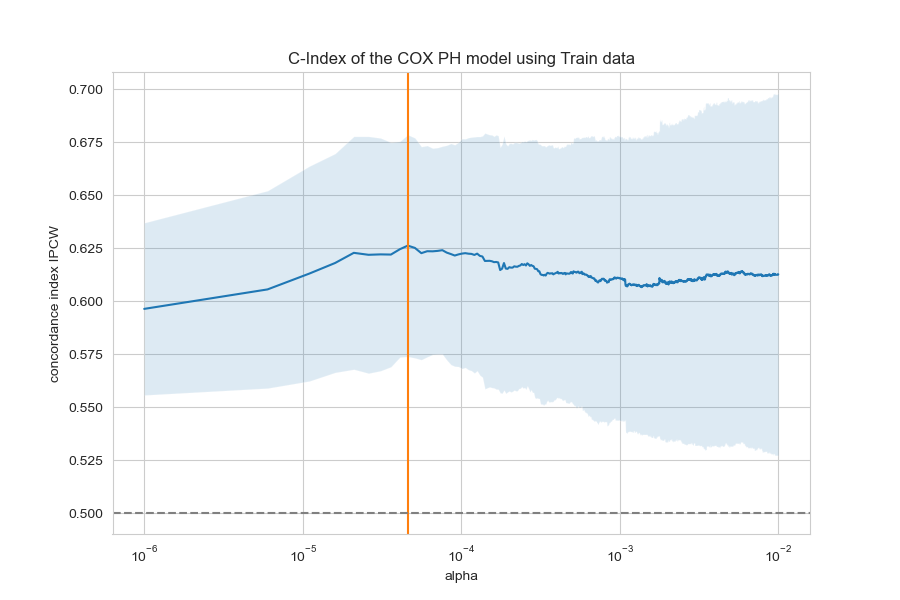 C-Index of the COX PH model using Train data
concordance index IPCW
0.700
0.675
0.650
0.625
0.600
0.575
0.550
0.525
0.500
10⁻⁶ 10⁻⁵ 10⁻⁴ 10⁻³ 10⁻²
alpha